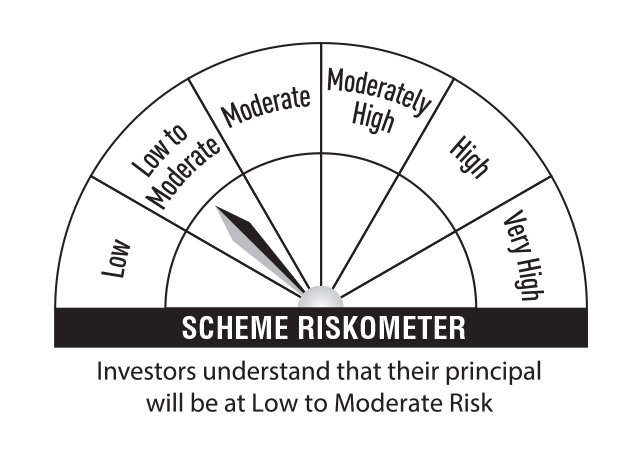 Low
Low to
Moderate
Moderate
Moderately
High
High
Very High
SCHEME RISKOMETER
Investors understand that their principal
will be at Low to Moderate Risk